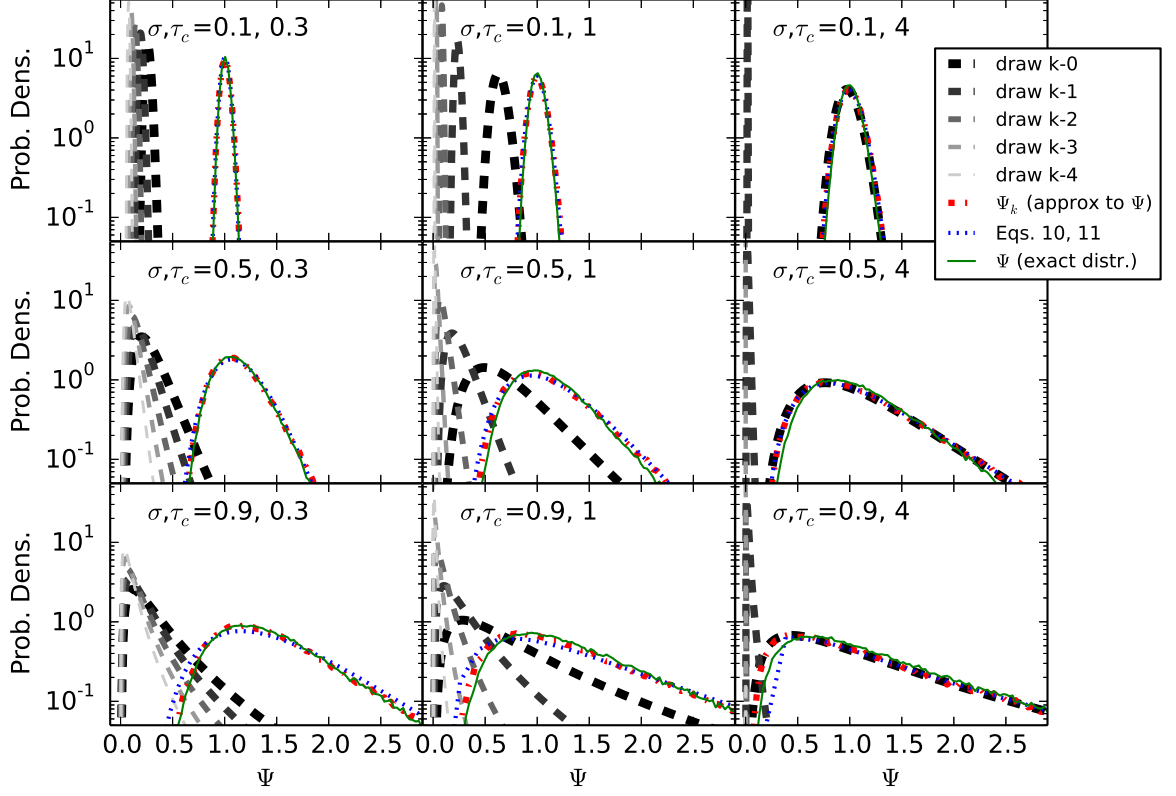 σ,τc=0.1, 0.3
σ,τc=0.1, 1
σ,τc=0.1, 4
Prob. Dens.
10¹
10⁰
10⁻¹
draw k-0
draw k-1
draw k-2
draw k-3
draw k-4
Ψk (approx to Ψ)
Eqs. 10, 11
Ψ (exact distr.)
σ,τc=0.5, 0.3
σ,τc=0.5, 1
σ,τc=0.5, 4
Prob. Dens.
10¹
10⁰
10⁻¹
σ,τc=0.9, 0.3
σ,τc=0.9, 1
σ,τc=0.9, 4
Prob. Dens.
10¹
10⁰
10⁻¹
0.0 0.5 1.0 1.5 2.0 2.5 0.0 0.5 1.0 1.5 2.0 2.5 0.0 0.5 1.0 1.5 2.0 2.5
Ψ Ψ Ψ